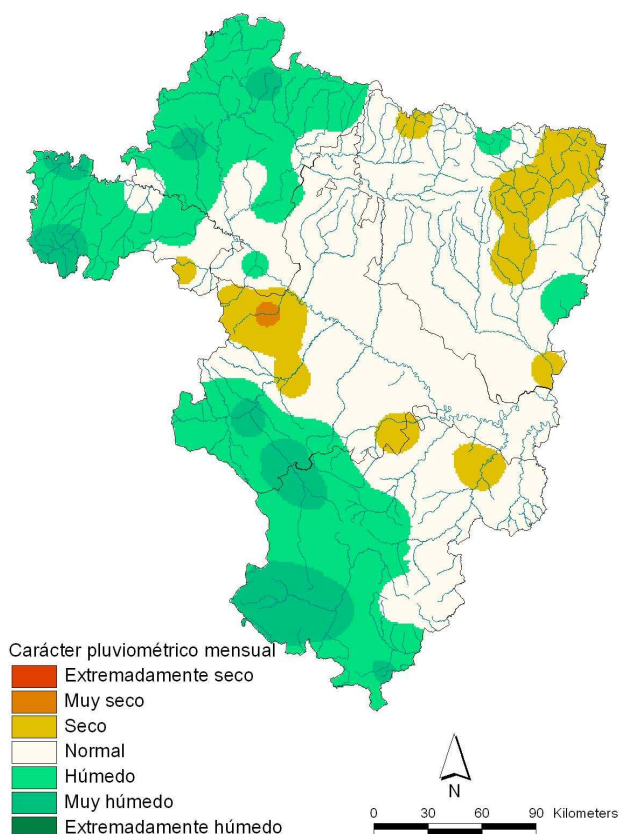 Carácter pluviométrico mensual
Extremadamente seco
Muy seco
Seco
Normal
Húmedo
Muy húmedo
Extremadamente húmedo
N
0 30 60 90 Kilometers